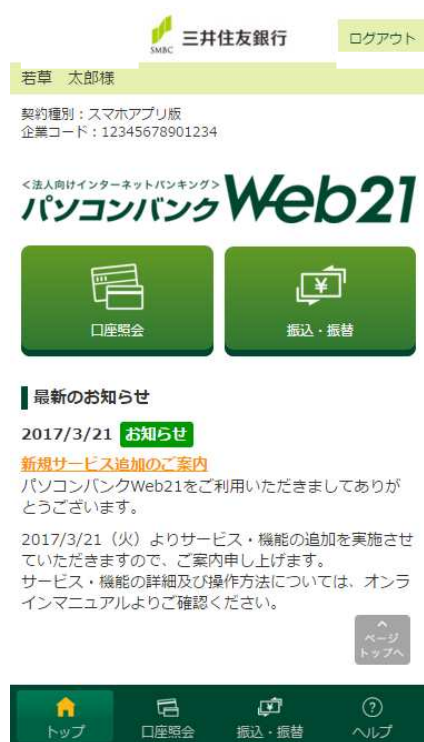 SMBC 三井住友銀行
ログアウト
若草 太郎様
契約種別：スマホアプリ版
企業コード：12345678901234
<法人向けインターネットバンキング>
パソコンバンクWeb21
口座照会
振込・振替
最新のお知らせ
2017/3/21 お知らせ
新規サービス追加のご案内
パソコンバンクWeb21をご利用いただきましてありが
とうございます。
2017/3/21（火）よりサービス・機能の追加を実施させ
ていただきますので、ご案内申し上げます。
サービス・機能の詳細及び操作方法については、オンラ
インマニュアルよりご確認ください。
ページ
トップへ
トップ
口座照会
振込・振替
ヘルプ